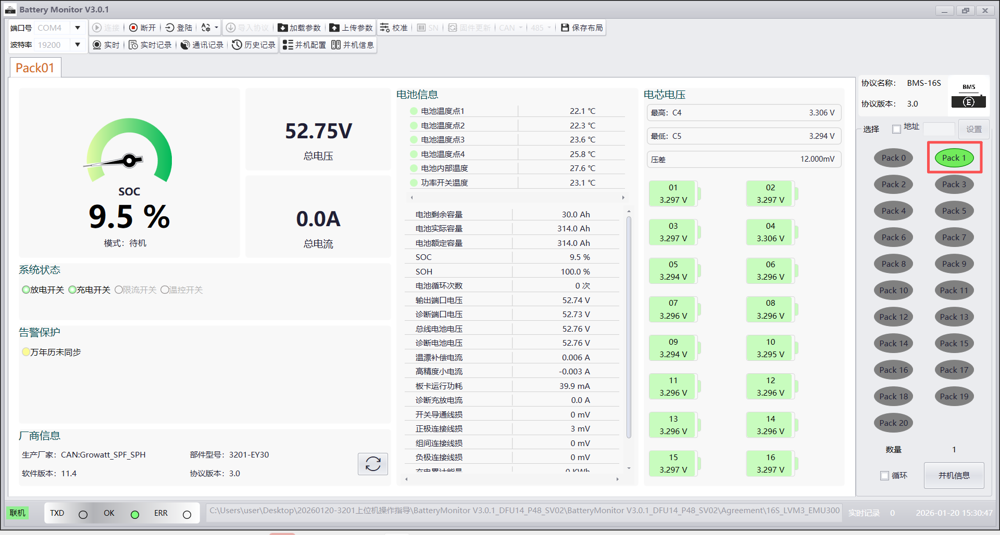 Battery Monitor V3.0.1
端口号 COM4 连接 断开 登陆 导入协议 加载参数 上传参数 校准 SN 固件更新 CAN 485 保存布局
波特率 19200 实时 实时记录 通讯记录 历史记录 并机配置 并机信息
Pack01
SOC
9.5 %
模式：待机
52.75V
总电压
0.0A
总电流
系统状态
放电开关 充电开关 限流开关 温控开关
告警保护
万年历未同步
厂商信息
生产厂家：CAN:Growatt_SPF_SPH 部件型号：3201-EY30
软件版本：11.4 协议版本：3.0
电池信息
电池温度点1 22.1 ℃
电池温度点2 22.3 ℃
电池温度点3 23.6 ℃
电池温度点4 25.8 ℃
电池内部温度 27.6 ℃
功率开关温度 23.1 ℃
电池剩余容量 30.0 Ah
电池实际容量 314.0 Ah
电池额定容量 314.0 Ah
SOC 9.5 %
SOH 100.0 %
电池循环次数 0 次
输出端口电压 52.74 V
诊断端口电压 52.73 V
总线电池电压 52.76 V
诊断电池电压 52.76 V
温漂补偿电流 0.006 A
高精度小电流 -0.003 A
板卡运行功耗 39.9 mA
诊断充放电流 0.0 A
开关导通线损 0 mV
正极连接线损 3 mV
组间连接线损 0 mV
负极连接线损 0 mV
充电累计能量 0 KWh
电芯电压
最高：C4 3.306 V
最低：C5 3.294 V
压差 12.000mV
01 02
3.297 V 3.297 V
03 04
3.297 V 3.306 V
05 06
3.294 V 3.296 V
07 08
3.296 V 3.296 V
09 10
3.294 V 3.295 V
11 12
3.296 V 3.296 V
13 14
3.296 V 3.296 V
15 16
3.297 V 3.297 V
协议名称： BMS-16S
协议版本： 3.0
BMS
E
选择 地址 设置
Pack 0 Pack 1
Pack 2 Pack 3
Pack 4 Pack 5
Pack 6 Pack 7
Pack 8 Pack 9
Pack 10 Pack 11
Pack 12 Pack 13
Pack 14 Pack 15
Pack 16 Pack 17
Pack 18 Pack 19
Pack 20
数量 1
循环 并机信息
联机 TXD OK ERR C:\Users\user\Desktop\20260120-3201上位机操作指导\BatteryMonitor V3.0.1_DFU14_P48_SV02\BatteryMonitor V3.0.1_DFU14_P48_SV02\Agreement\16S_LVM3_EMU300 实时记录 0 2026-01-20 15:30:47